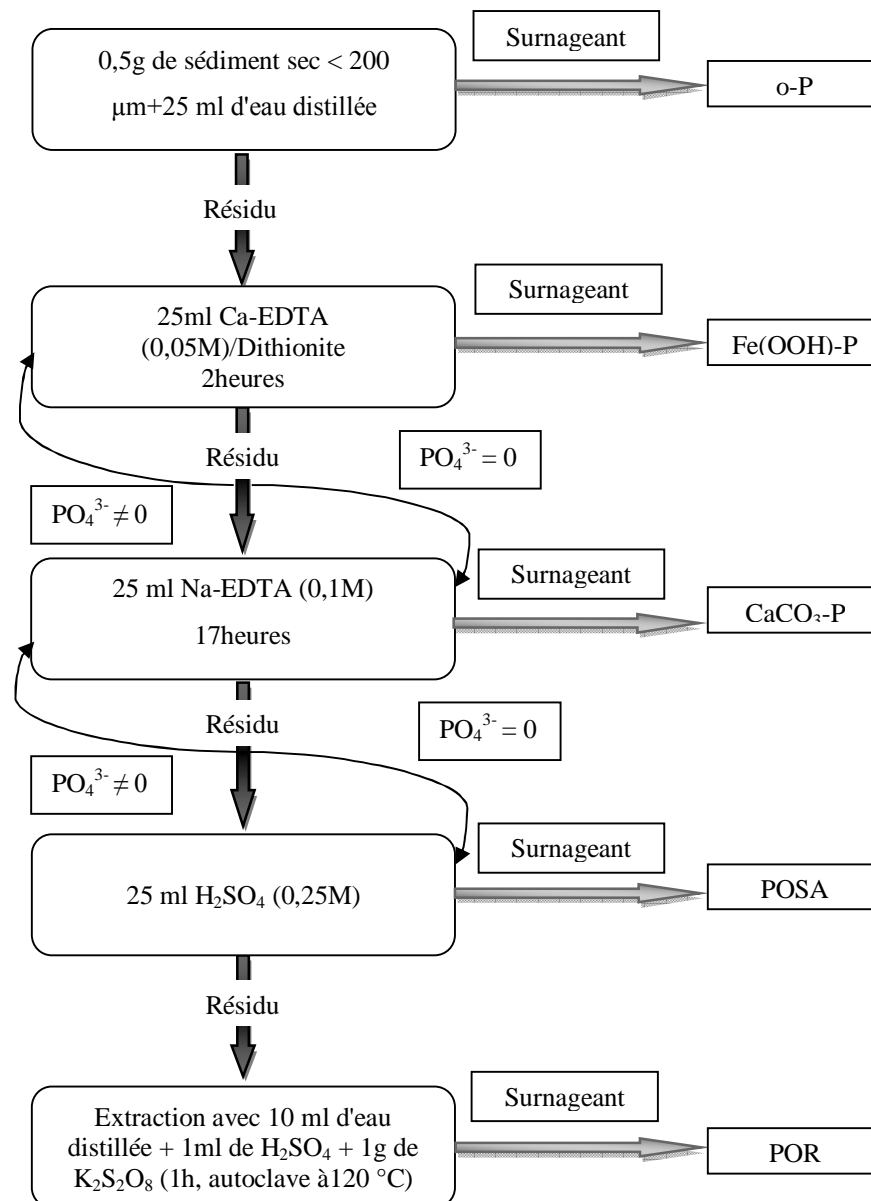 Surnageant
0,5g de sédiment sec < 200
µm+25 ml d'eau distillée
o-P
Résidu
Surnageant
25ml Ca-EDTA
(0,05M)/Dithionite
2heures
Fe(OOH)-P
Résidu
PO₄³⁻ = 0
PO₄³⁻ ≠ 0
Surnageant
25 ml Na-EDTA (0,1M)
17heures
CaCO₃-P
Résidu
PO₄³⁻ = 0
PO₄³⁻ ≠ 0
Surnageant
25 ml H₂SO₄ (0,25M)
POSA
Résidu
Surnageant
Extraction avec 10 ml d'eau
distillée + 1ml de H₂SO₄ + 1g de
K₂S₂O₈ (1h, autoclave à120 °C)
POR